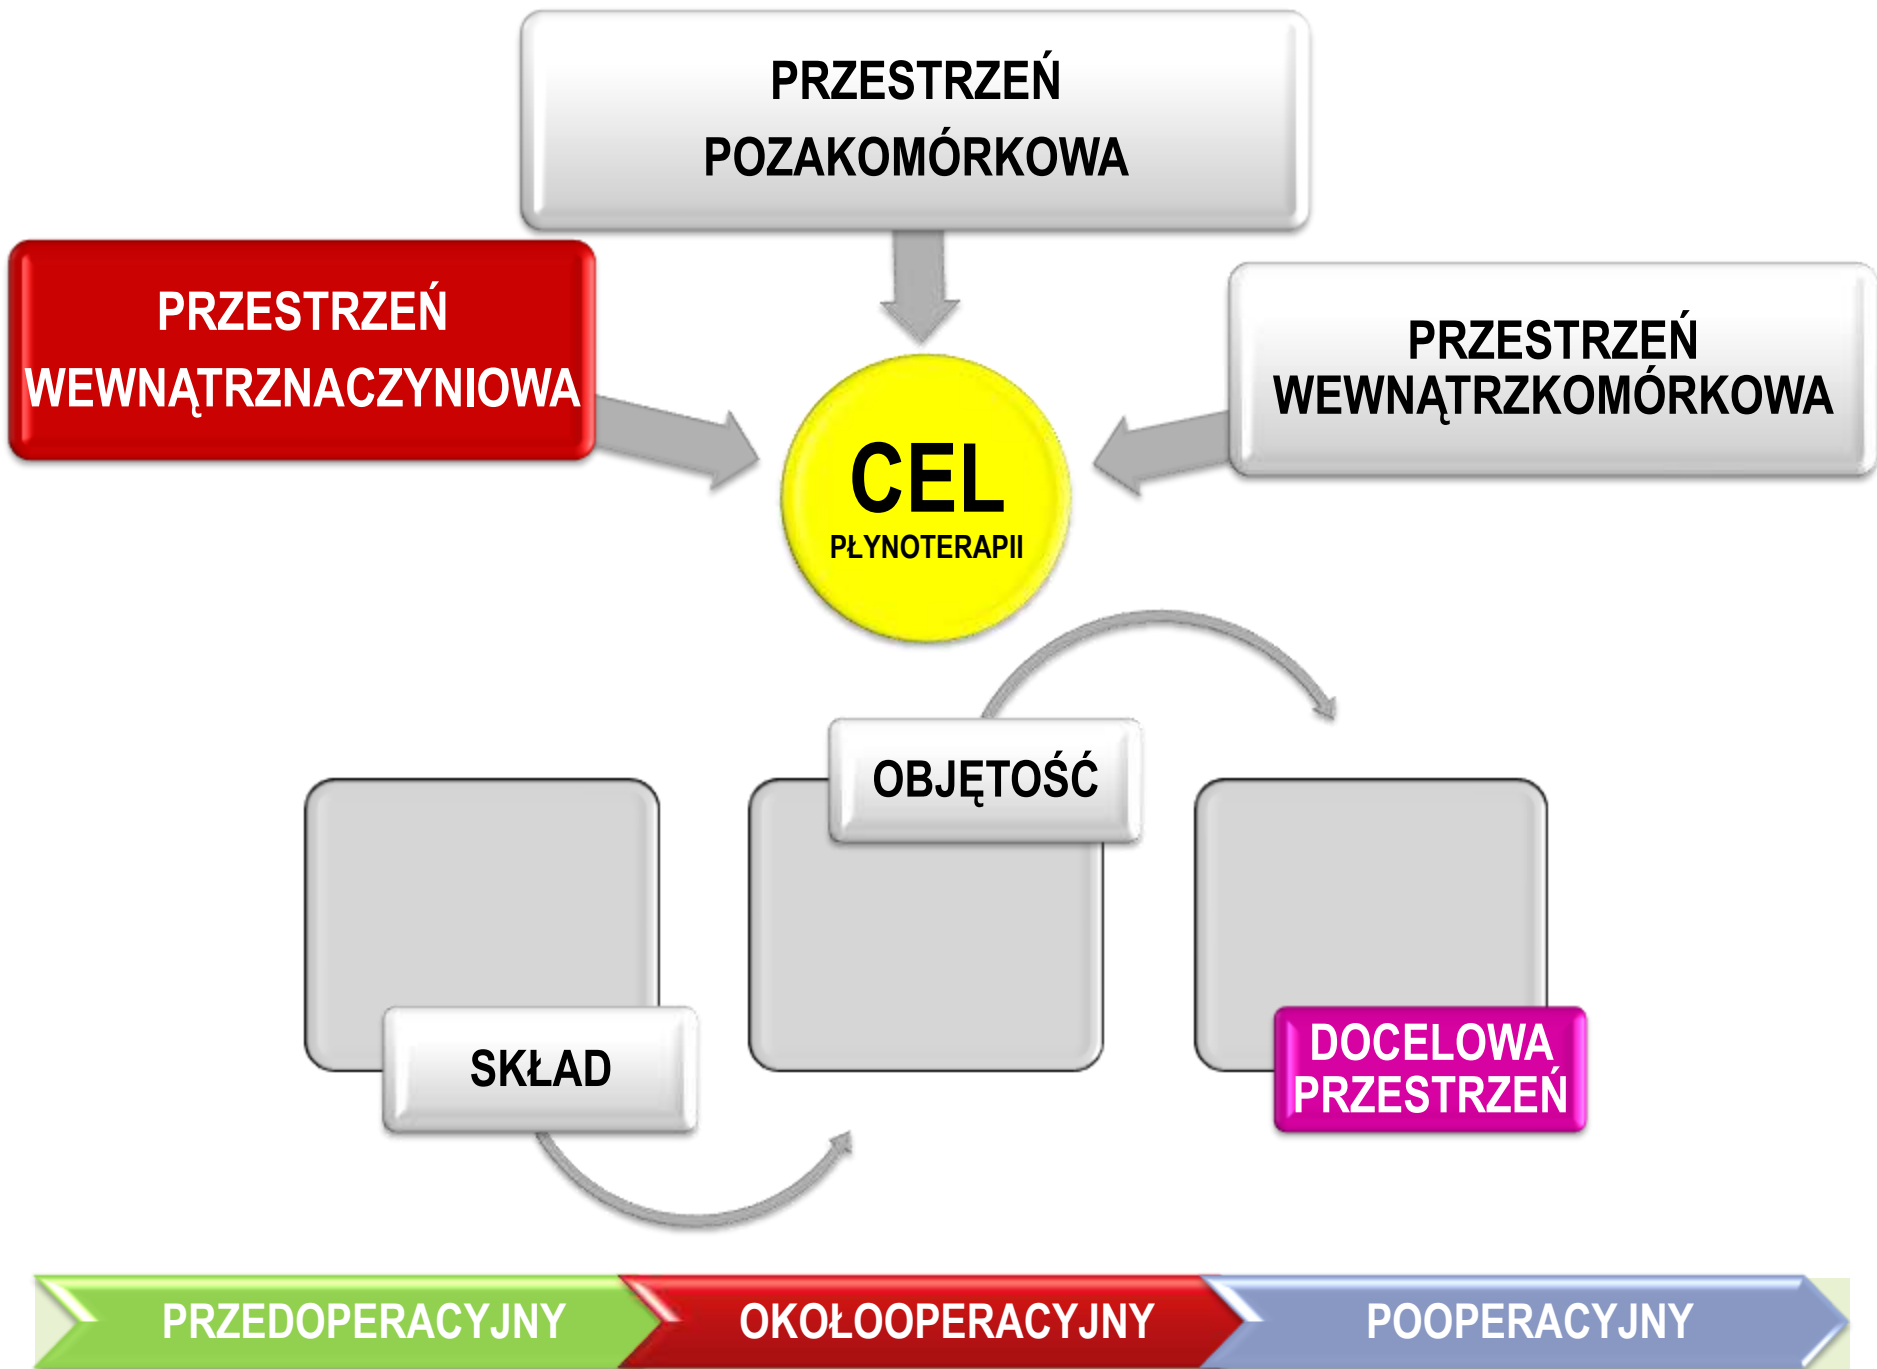 PRZESTRZEŃ
POZAKOMÓRKOWA
PRZESTRZEŃ
WEWNĄTRZNACZYNIOWA
PRZESTRZEŃ
WEWNĄTRZKOMÓRKOWA
CEL
PŁYNOTERAPII
OBJĘTOŚĆ
SKŁAD
DOCELOWA
PRZESTRZEŃ
PRZEDOPERACYJNY
OKOŁOOPERACYJNY
POOPERACYJNY